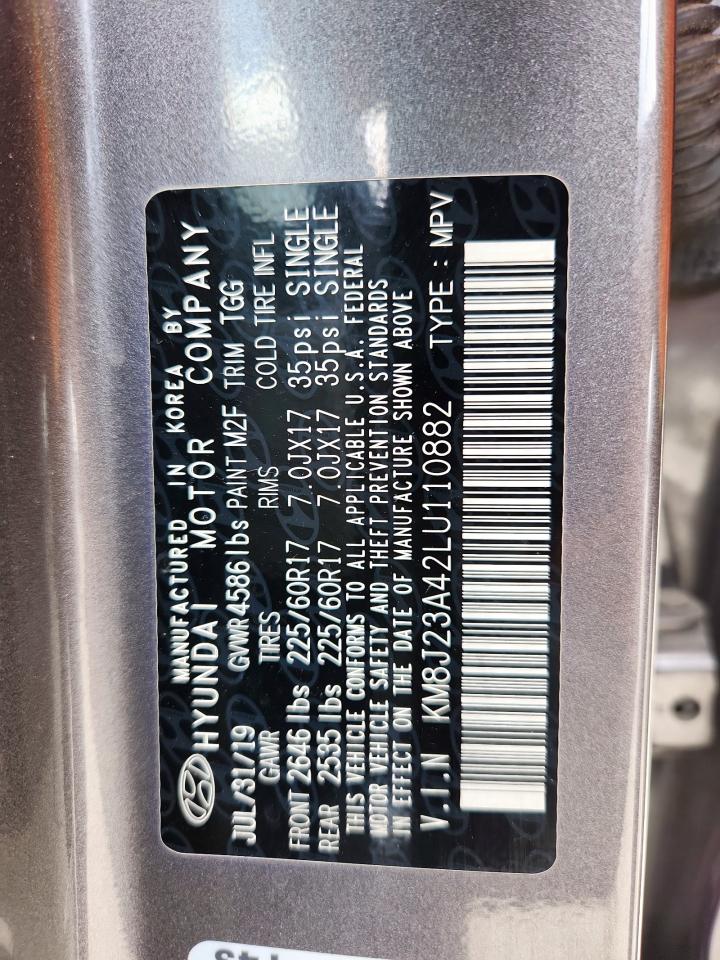 MANUFACTURED IN KOREA BY
HYUNDAI MOTOR COMPANY
JUL/31/19 GVWR 4586 lbs PAINT M2F TRIM TGG
GAWR TIRES RIMS COLD TIRE INFL
FRONT 2646 lbs 225/60R17 7.0JX17 35psi SINGLE
REAR 2535 lbs 225/60R17 7.0JX17 35psi SINGLE
THIS VEHICLE CONFORMS TO ALL APPLICABLE U.S.A. FEDERAL
MOTOR VEHICLE SAFETY AND THEFT PREVENTION STANDARDS
IN EFFECT ON THE DATE OF MANUFACTURE SHOWN ABOVE
V.I.N KM8J23A42LU110882 TYPE : MPV